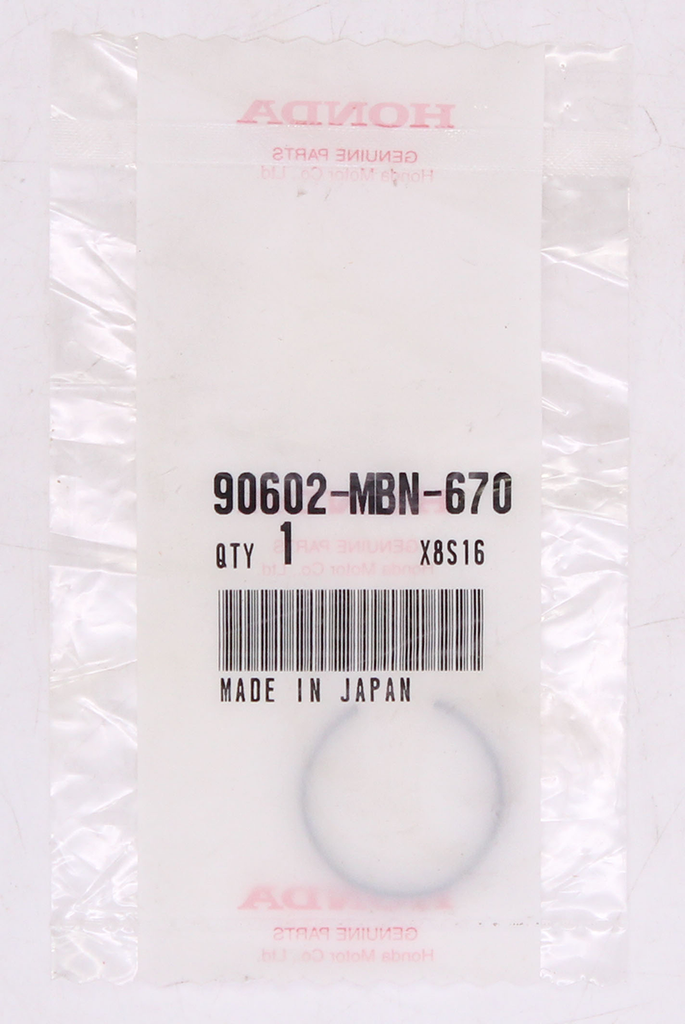 HONDA
GENUINE PARTS
Honda Motor Co., Ltd.
90602-MBN-670
QTY 1 X8S16
GENUINE PARTS
Honda Motor Co., Ltd.
MADE IN JAPAN
HONDA
GENUINE PARTS
Honda Motor Co., Ltd.